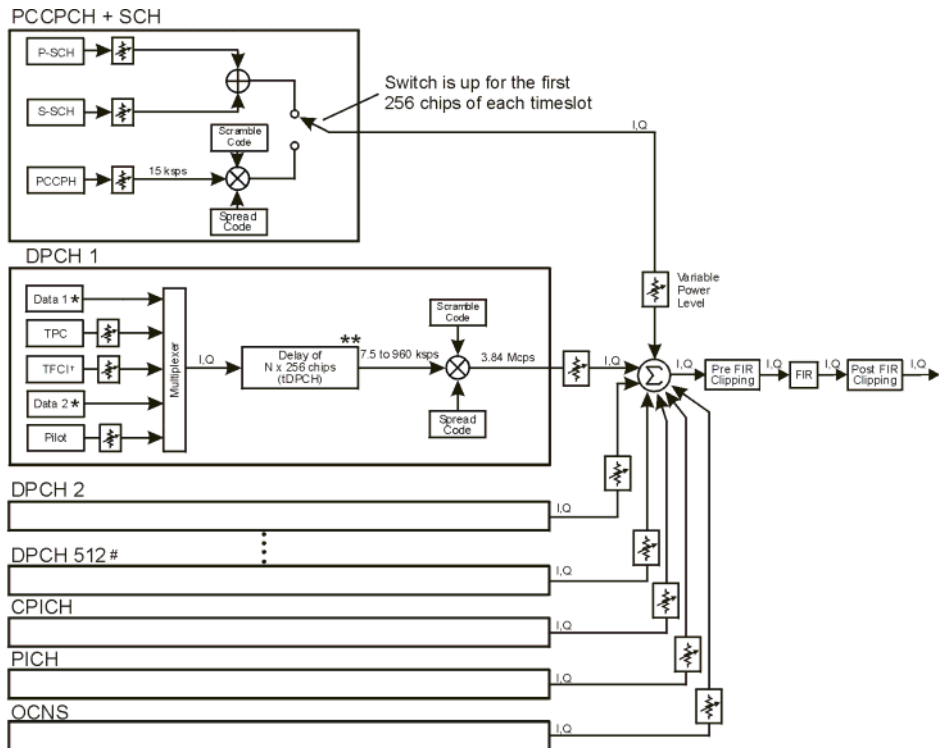 PCCPCH + SCH
P-SCH
S-SCH
Switch is up for the first
256 chips of each timeslot
I,Q
Scramble
Code
PCCPH
15 ksps
Spread
Code
DPCH 1
Data 1*
TPC
TFCI†
Data 2*
Pilot
Multiplexer
I,Q
Delay of
N x 256 chips
(tDPCH)
**
7.5 to 960 ksps
Scramble
Code
Spread
Code
3.84 Mcps
I,Q
Variable
Power
Level
Σ
I,Q
Pre FIR
Clipping
I,Q
FIR
I,Q
Post FIR
Clipping
I,Q
DPCH 2
I,Q
DPCH 512#
I,Q
CPICH
I,Q
PICH
I,Q
OCNS
I,Q